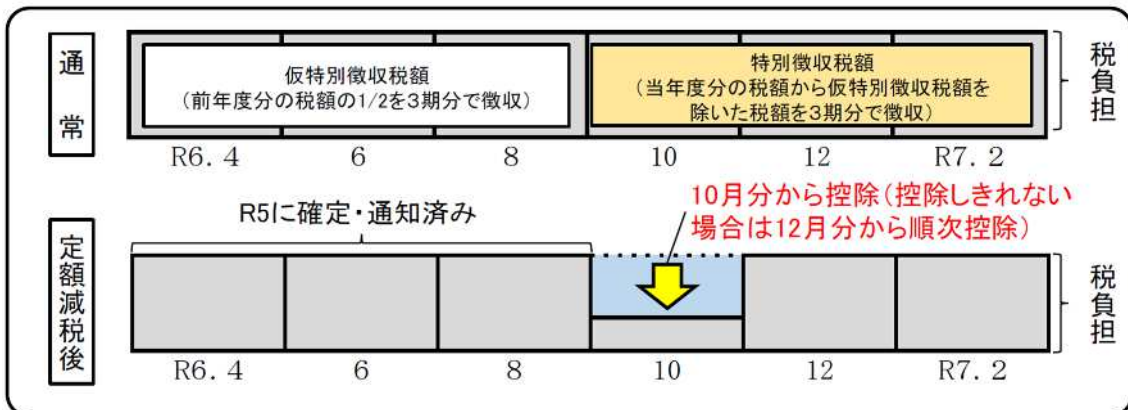 通常
仮特別徴収税額
(前年度分の税額の1/2を3期分で徴収)
特別徴収税額
(当年度分の税額から仮特別徴収税額を
除いた税額を3期分で徴収)
税負担
R6.4 6 8 10 12 R7.2
R5に確定・通知済み
10月分から控除(控除しきれない
場合は12月分から順次控除)
定額減税後
税負担
R6.4 6 8 10 12 R7.2